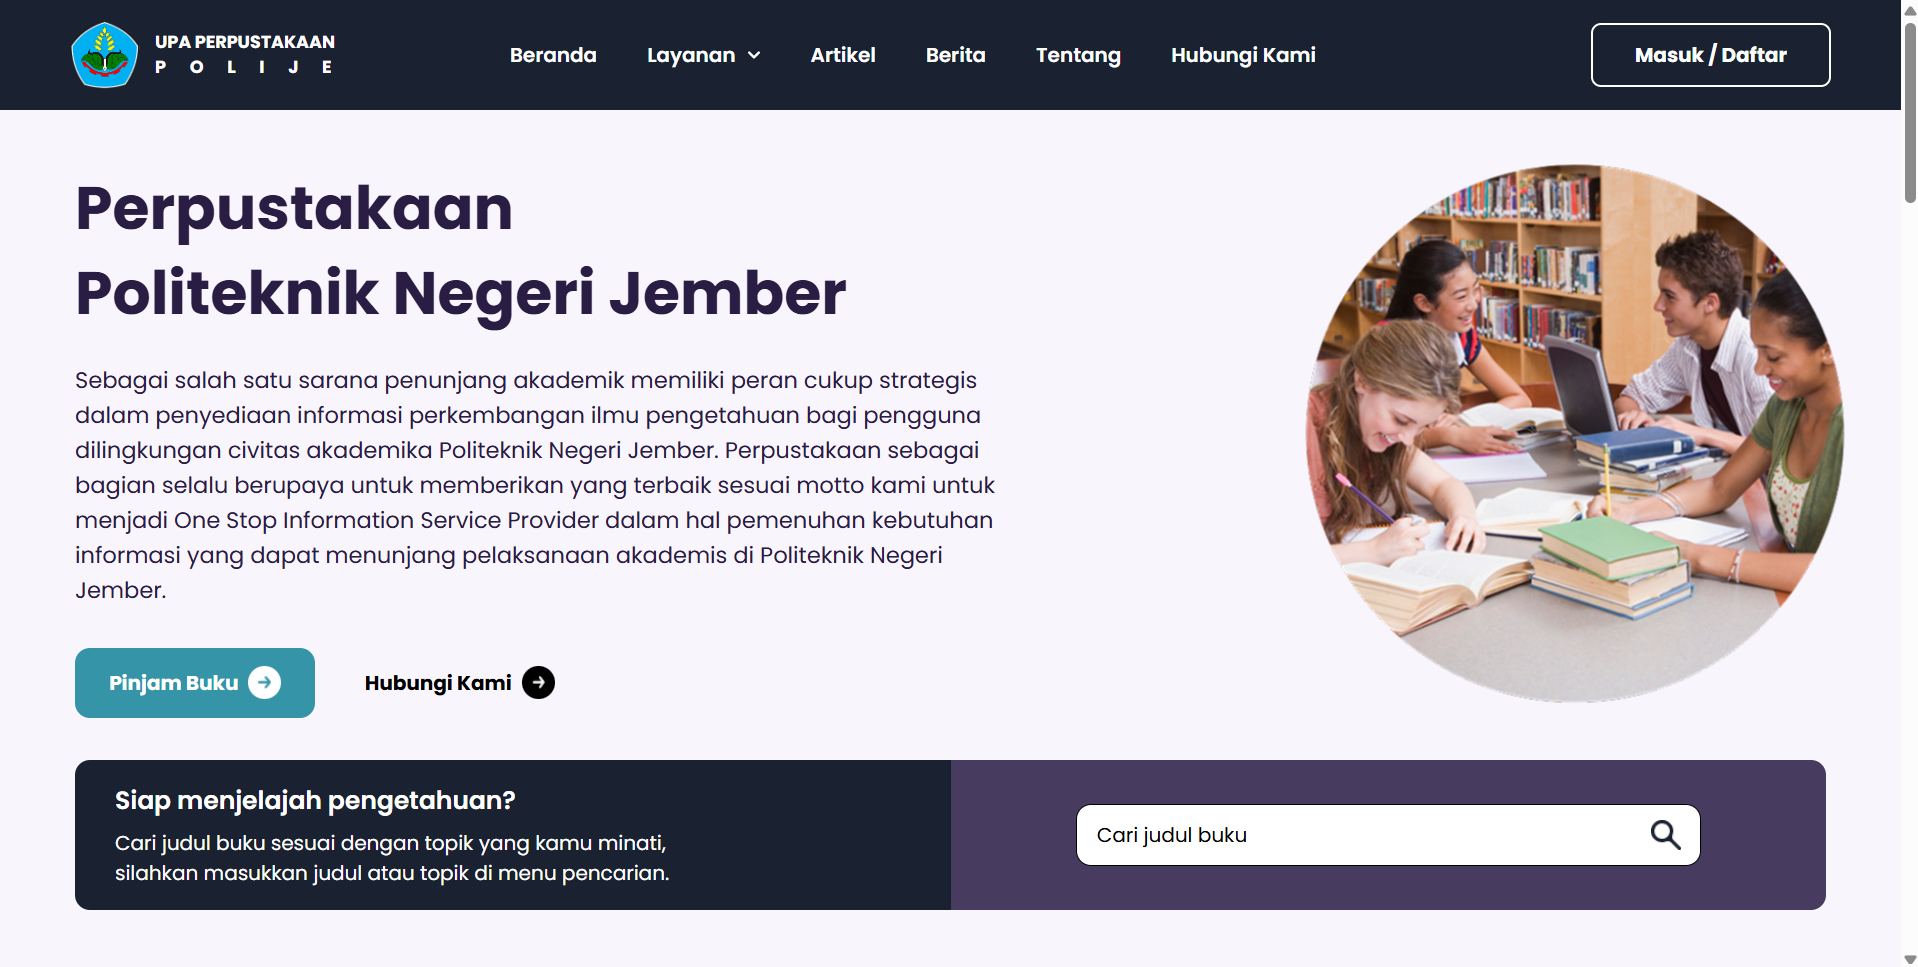 UPA PERPUSTAKAAN
P O L I J E
Beranda
Layanan
Artikel
Berita
Tentang
Hubungi Kami
Masuk / Daftar
Perpustakaan
Politeknik Negeri Jember
Sebagai salah satu sarana penunjang akademik memiliki peran cukup strategis
dalam penyediaan informasi perkembangan ilmu pengetahuan bagi pengguna
dilingkungan civitas akademika Politeknik Negeri Jember. Perpustakaan sebagai
bagian selalu berupaya untuk memberikan yang terbaik sesuai motto kami untuk
menjadi One Stop Information Service Provider dalam hal pemenuhan kebutuhan
informasi yang dapat menunjang pelaksanaan akademis di Politeknik Negeri
Jember.
Pinjam Buku
Hubungi Kami
Siap menjelajah pengetahuan?
Cari judul buku sesuai dengan topik yang kamu minati,
silahkan masukkan judul atau topik di menu pencarian.
Cari judul buku